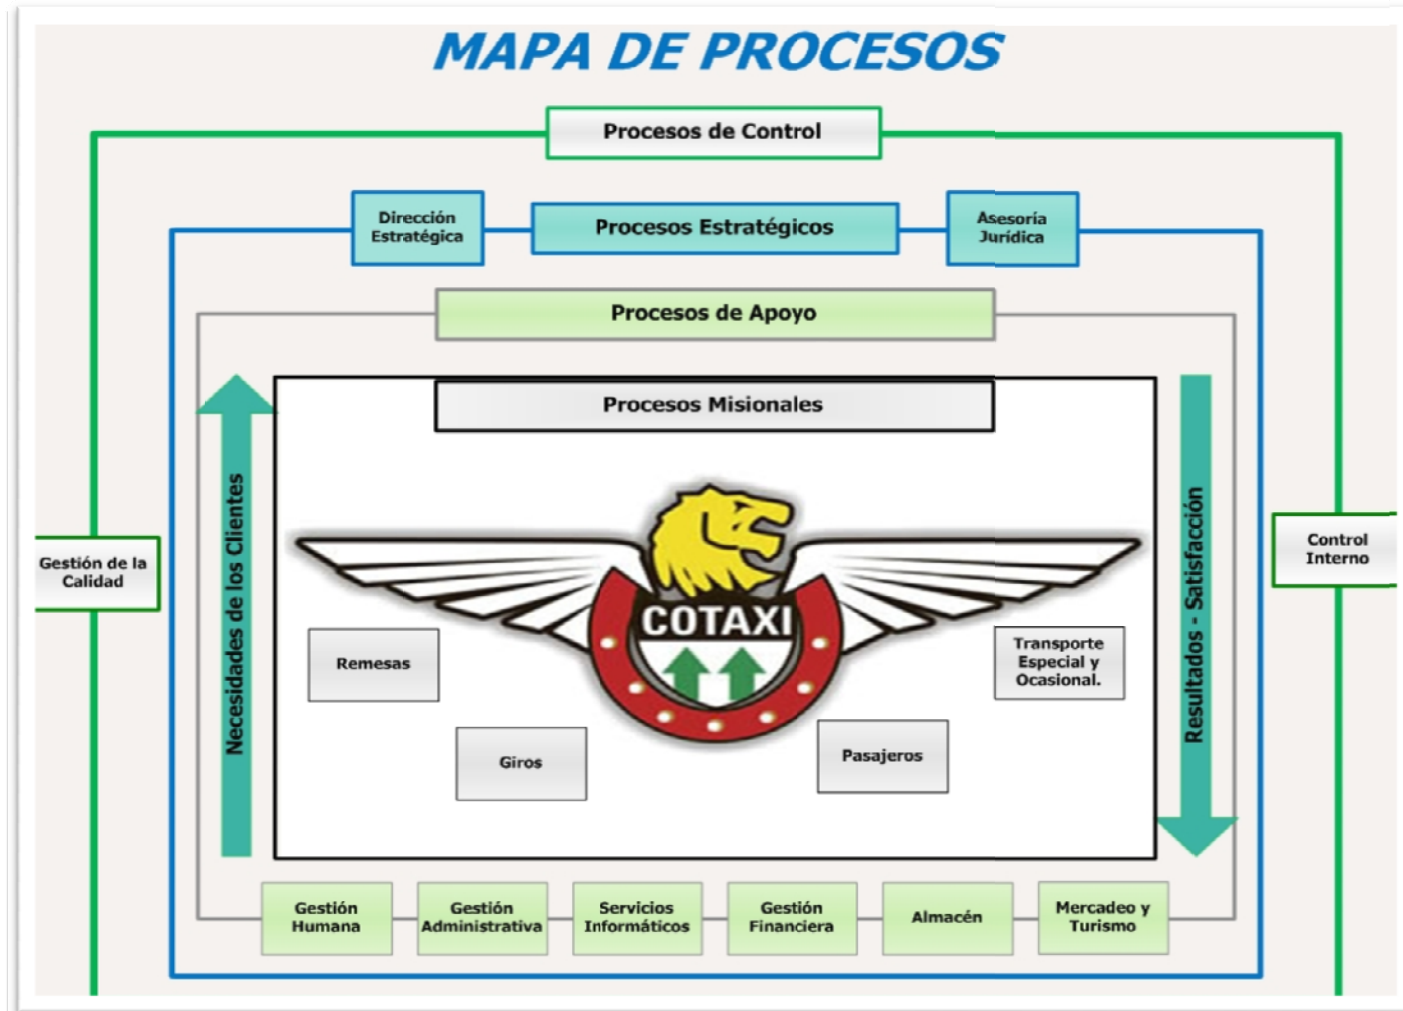 MAPA DE PROCESOS
Procesos de Control
Dirección
Estratégica
Procesos Estratégicos
Asesoría
Jurídica
Procesos de Apoyo
Procesos Misionales
Necesidades de los Clientes
Resultados - Satisfacción
Gestión de la
Calidad
Control
Interno
COTAXI
Remesas
Transporte
Especial y
Ocasional.
Giros
Pasajeros
Gestión
Humana
Gestión
Administrativa
Servicios
Informáticos
Gestión
Financiera
Almacén
Mercadeo y
Turismo